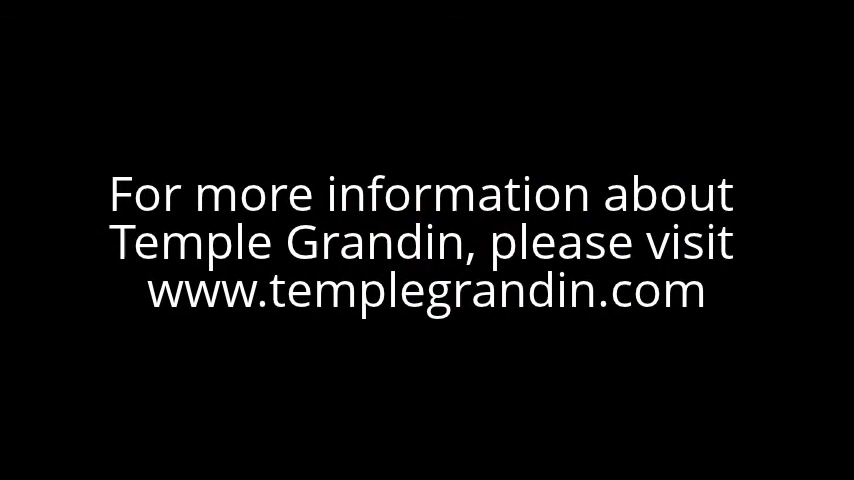 For more information about
Temple Grandin, please visit
www.templegrandin.com